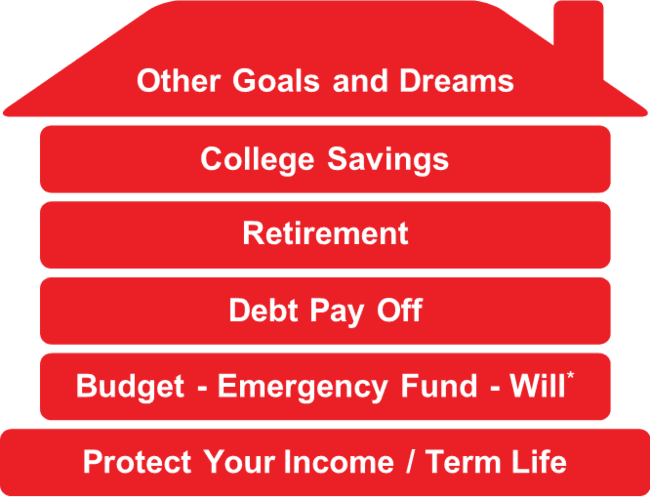 Other Goals and Dreams
College Savings
Retirement
Debt Pay Off
Budget - Emergency Fund - Will*
Protect Your Income / Term Life